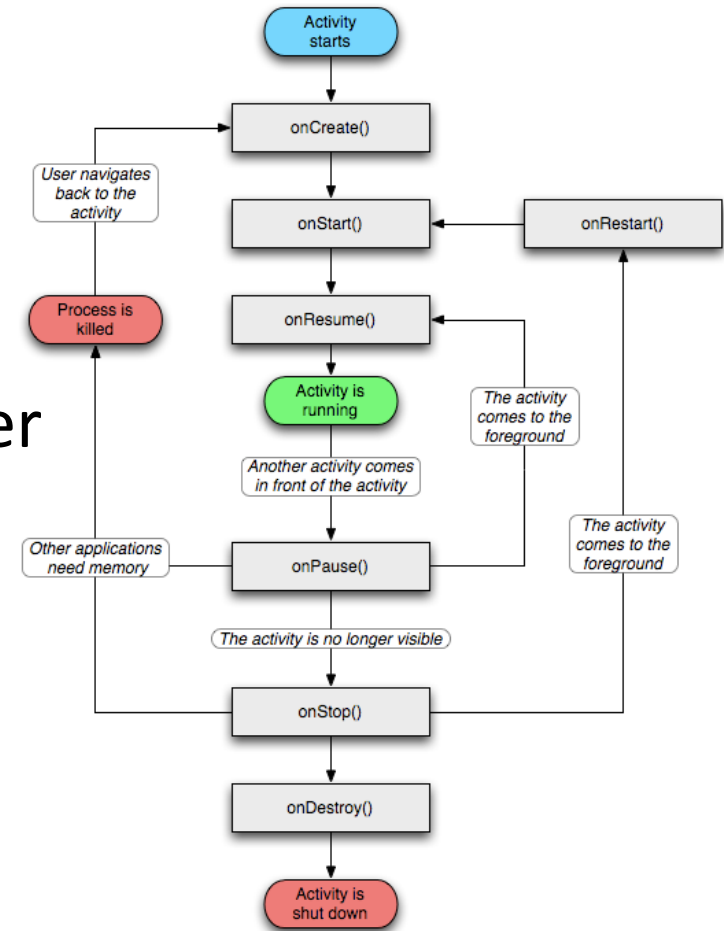 Activity
starts
onCreate()
User navigates
back to the
activity
onStart()
onRestart()
Process is
killed
onResume()
Activity is
running
The activity
comes to the
foreground
er
Another activity comes
in front of the activity
The activity
comes to the
foreground
Other applications
need memory
onPause()
The activity is no longer visible
onStop()
onDestroy()
Activity is
shut down